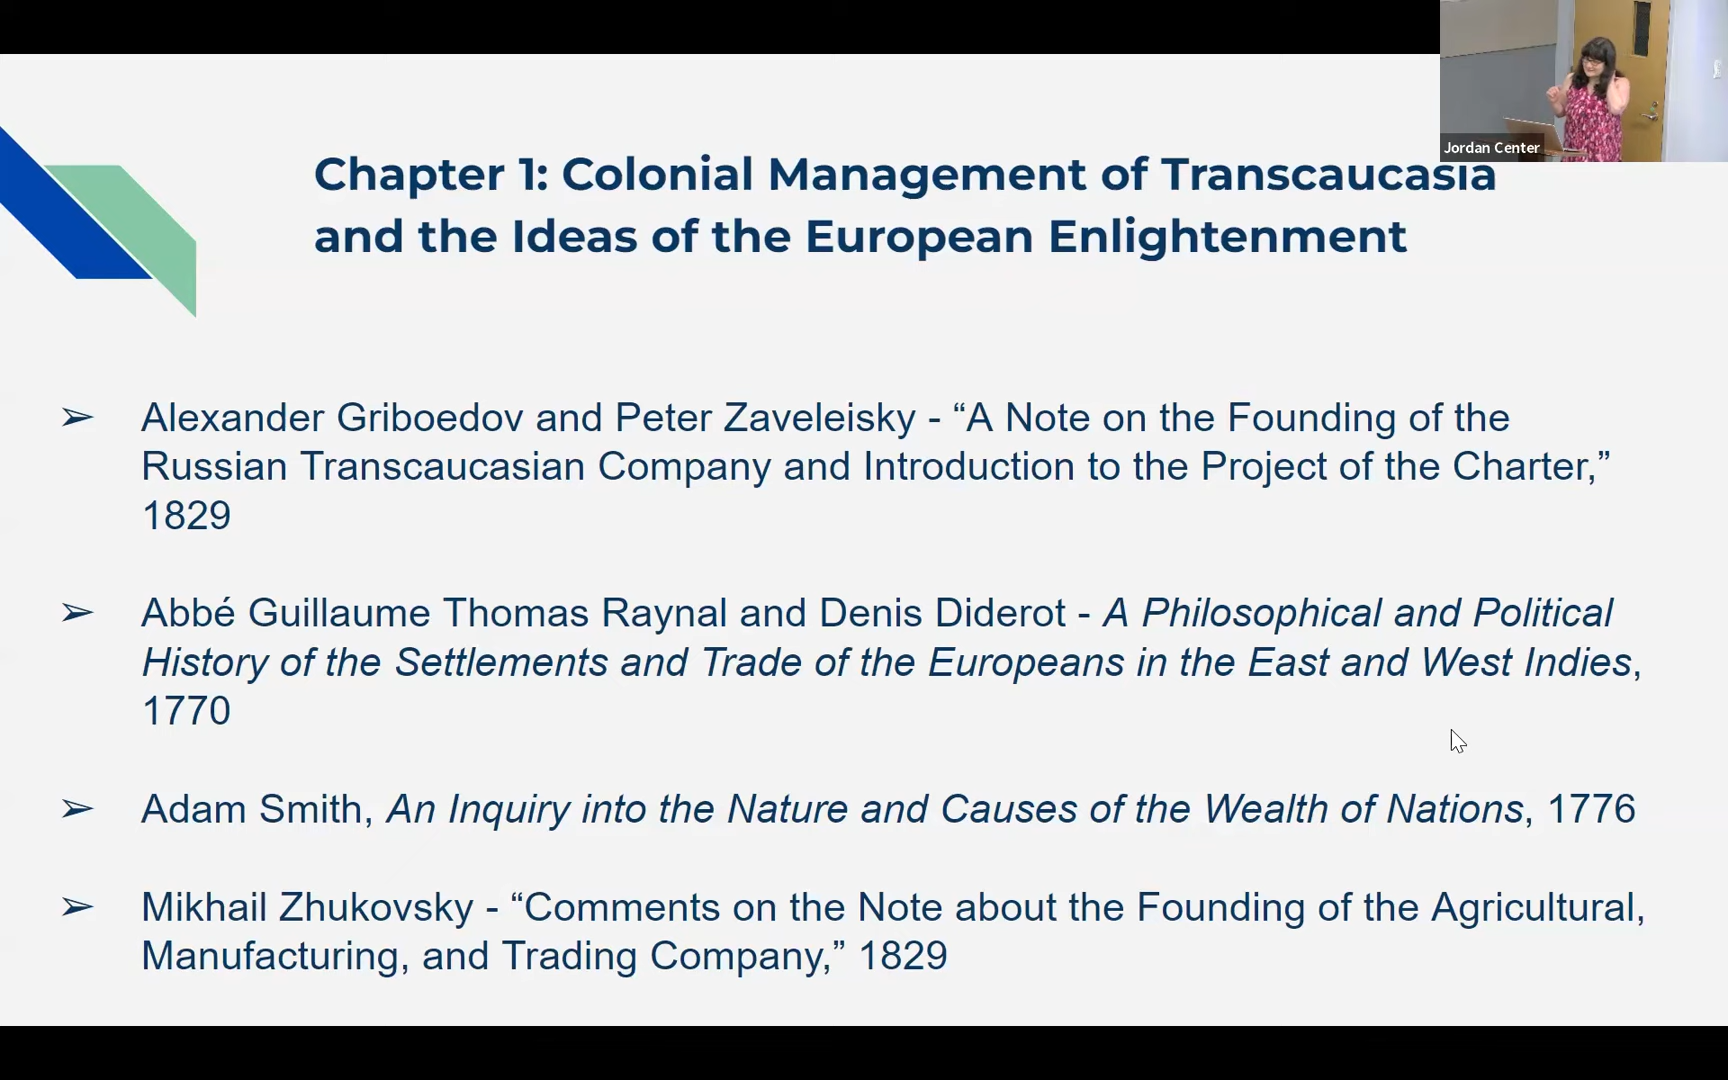 Jordan Center
Chapter 1: Colonial Management of Transcaucasia
and the Ideas of the European Enlightenment
➢ Alexander Griboedov and Peter Zaveleisky - “A Note on the Founding of the
Russian Transcaucasian Company and Introduction to the Project of the Charter,”
1829
➢ Abbé Guillaume Thomas Raynal and Denis Diderot - A Philosophical and Political
History of the Settlements and Trade of the Europeans in the East and West Indies,
1770
➢ Adam Smith, An Inquiry into the Nature and Causes of the Wealth of Nations, 1776
➢ Mikhail Zhukovsky - “Comments on the Note about the Founding of the Agricultural,
Manufacturing, and Trading Company,” 1829